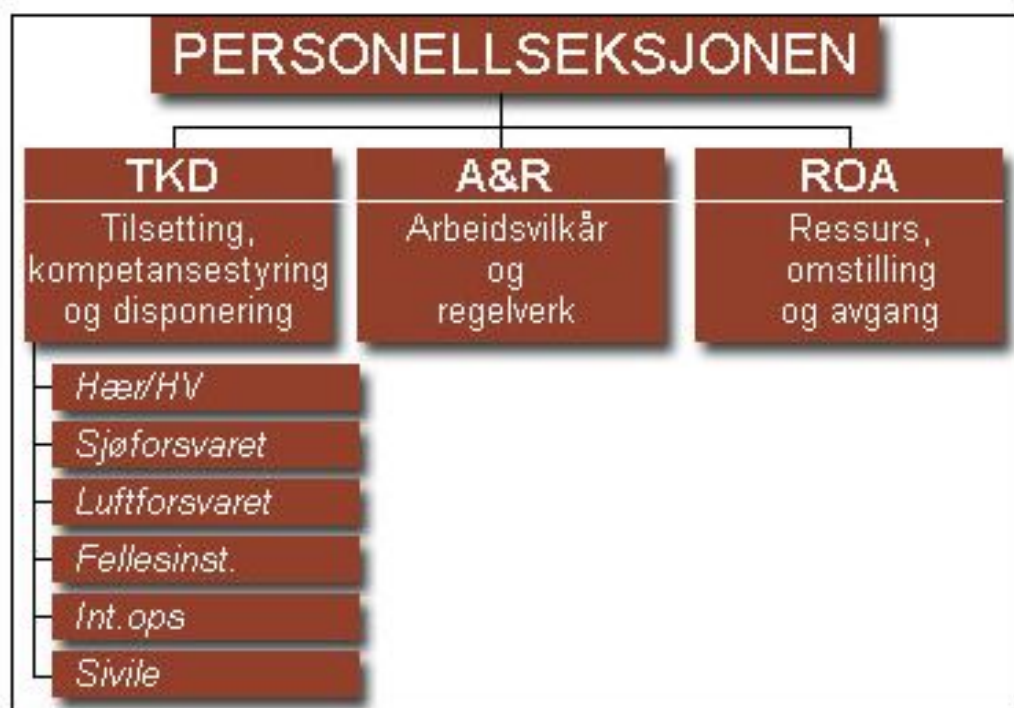 PERSONELLSEKSJONEN
TKD
Tilsetting,
kompetansestyring
og disponering
A&R
Arbeidsvilkår
og
regelverk
ROA
Ressurs,
omstilling
og avgang
Hær/HV
Sjøforsvaret
Luftforsvaret
Fellesinst.
Int.ops
Sivile